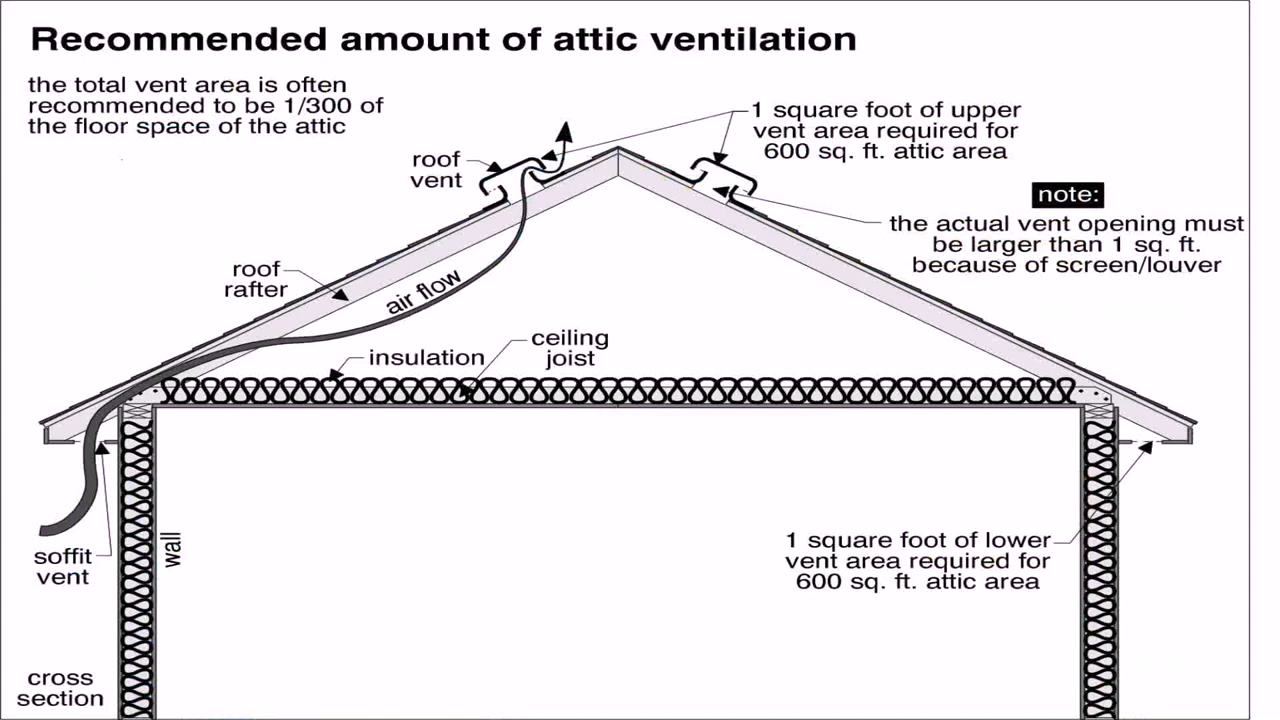 Recommended amount of attic ventilation
the total vent area is often
recommended to be 1/300 of
the floor space of the attic
1 square foot of upper
vent area required for
600 sq. ft. attic area
roof
vent
note:
the actual vent opening must
be larger than 1 sq. ft.
because of screen/louver
roof
rafter
air flow
insulation
ceiling
joist
soffit
vent
wall
1 square foot of lower
vent area required for
600 sq. ft. attic area
cross
section